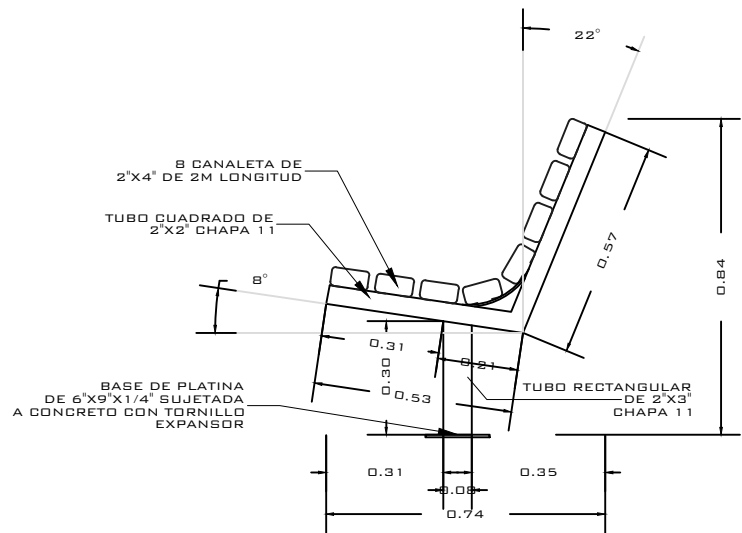 22°
8 CANALETA DE
2"X4" DE 2M LONGITUD
TUBO CUADRADO DE
2"X2" CHAPA 11
0.57
8°
0.84
0.31
0.30
0.21
0.53
BASE DE PLATINA
DE 6"X9"X1/4" SUJETADA
A CONCRETO CON TORNILLO
EXPANSOR
TUBO RECTANGULAR
DE 2"X3"
CHAPA 11
0.31
0.35
0.08
0.74